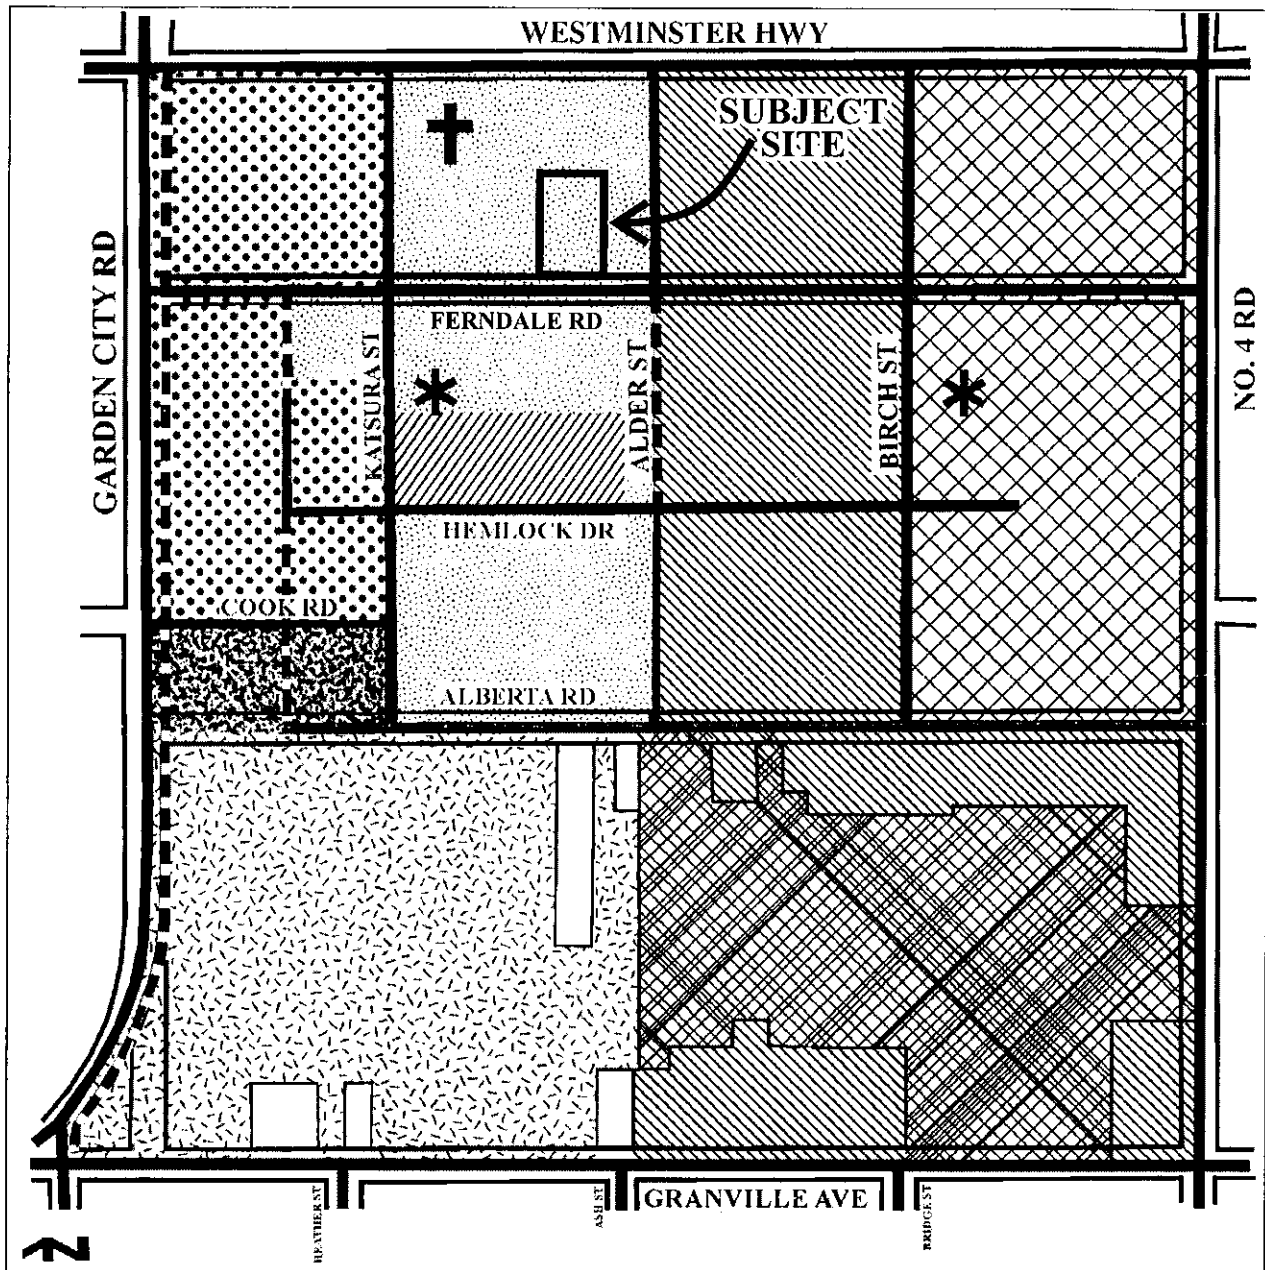 WESTMINSTER HWY
SUBJECT
SITE
GARDEN CITY RD
NO. 4 RD
FERNDALE RD
KATSURA ST
ALDER ST
BIRCH ST
HEMLOCK DR
COOK RD
ALBERTA RD
HEATHER ST
ASH ST
GRANVILLE AVE
BRIDGE ST
N